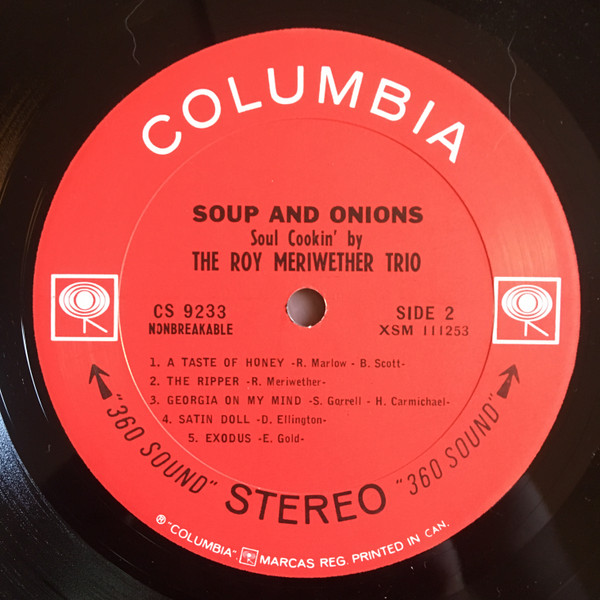 COLUMBIA
SOUP AND ONIONS
Soul Cookin' by
THE ROY MERIWETHER TRIO
CS 9233
NONBREAKABLE
SIDE 2
XSM 111253
1. A TASTE OF HONEY -R. Marlow - B. Scott-
2. THE RIPPER -R. Meriwether-
3. GEORGIA ON MY MIND -S. Gorrell - H. Carmichael-
4. SATIN DOLL -D. Ellington-
5. EXODUS -E. Gold-
"360 SOUND" STEREO "360 SOUND"
® "COLUMBIA", MARCAS REG. PRINTED IN CAN.